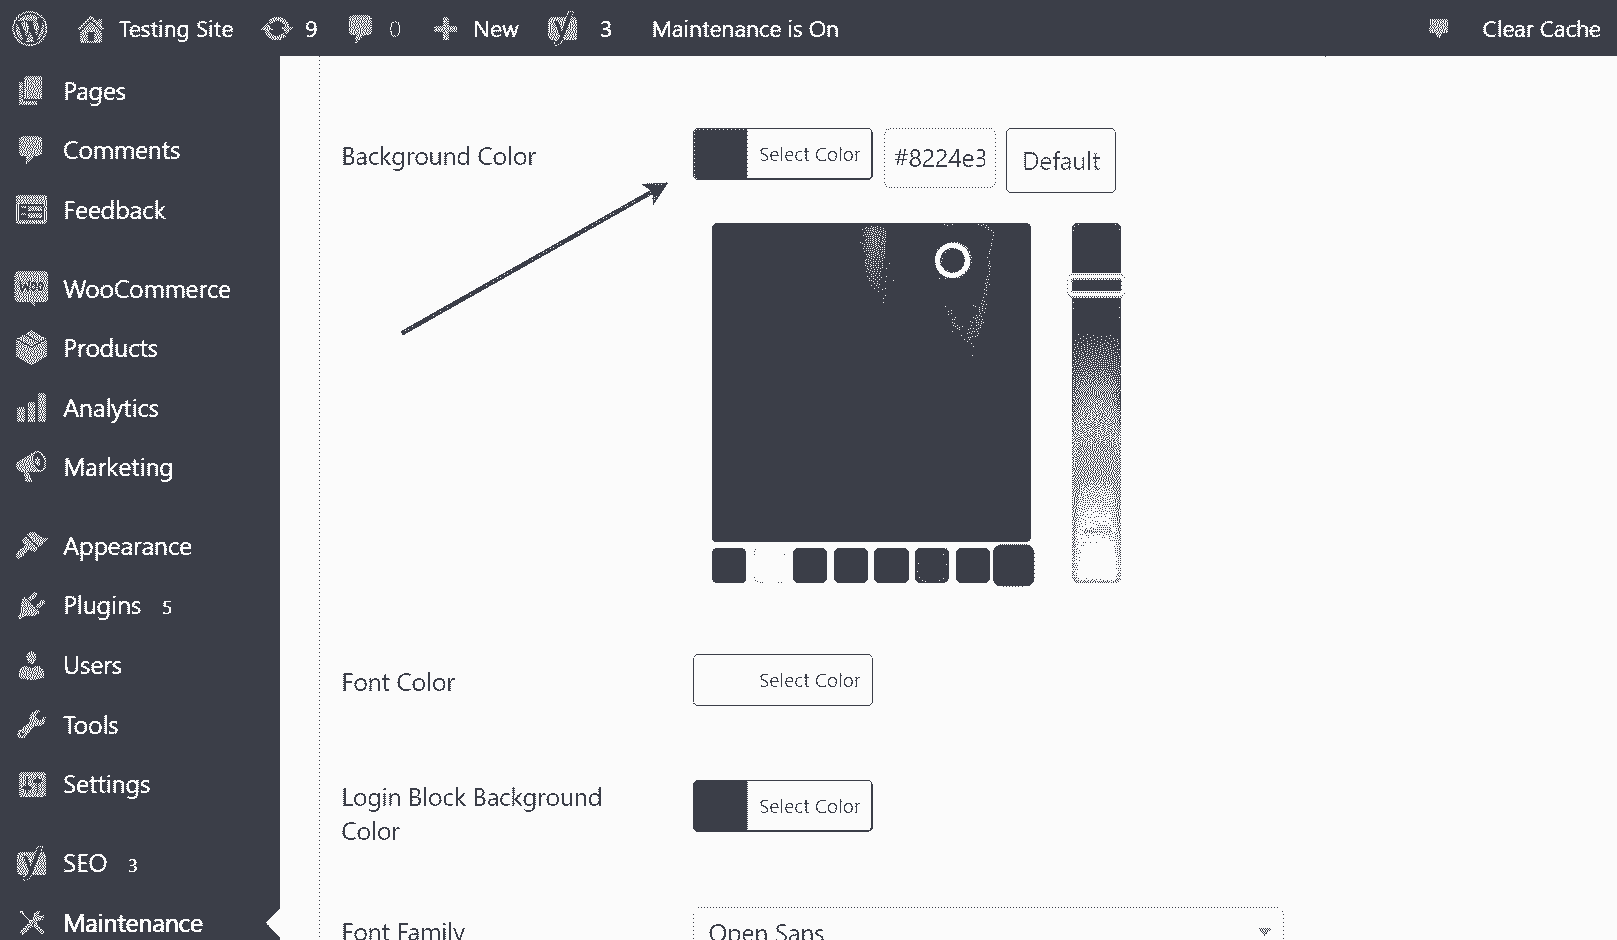 Testing Site 9 0 New 3 Maintenance is On Clear Cache
Pages
Comments
Feedback
WooCommerce
Products
Analytics
Marketing
Appearance
Plugins 5
Users
Tools
Settings
SEO 3
Maintenance
Background Color Select Color #8224e3 Default
Font Color Select Color
Login Block Background
Color
Select Color
Font Family Open Sans